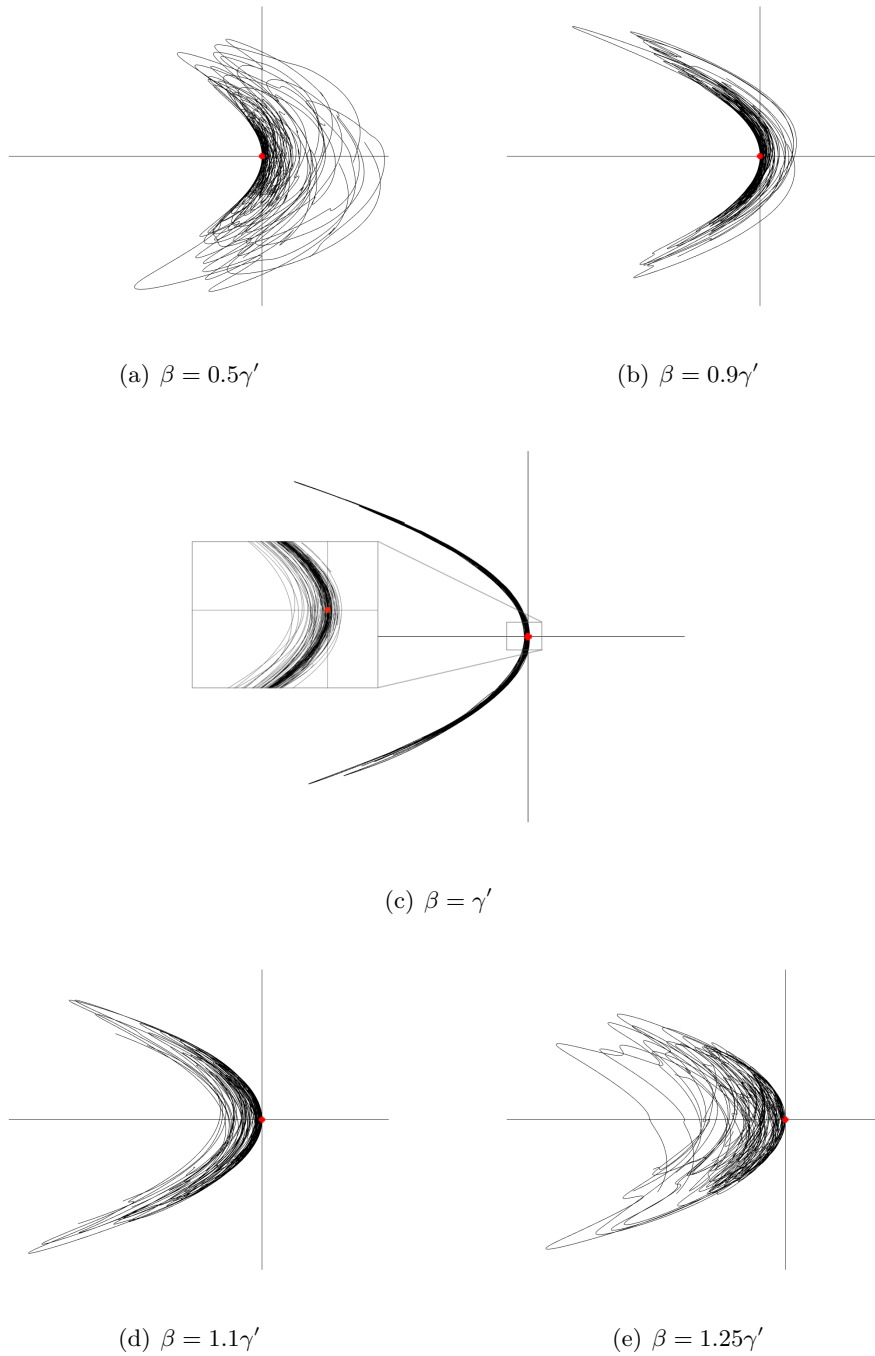 (a) β = 0.5γ′
(b) β = 0.9γ′
(c) β = γ′
(d) β = 1.1γ′
(e) β = 1.25γ′